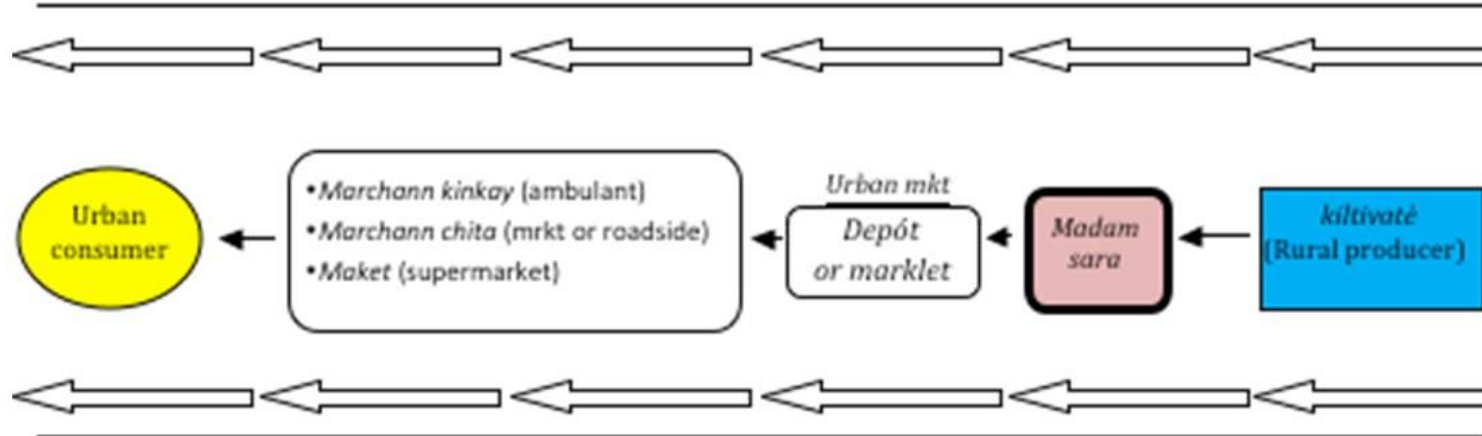 Urban
consumer
•Marchann kinkay (ambulant)
•Marchann chita (mrkt or roadside)
•Maket (supermarket)
Urban mkt
Depót
or marklet
Madam
sara
kiltivatè
(Rural producer)